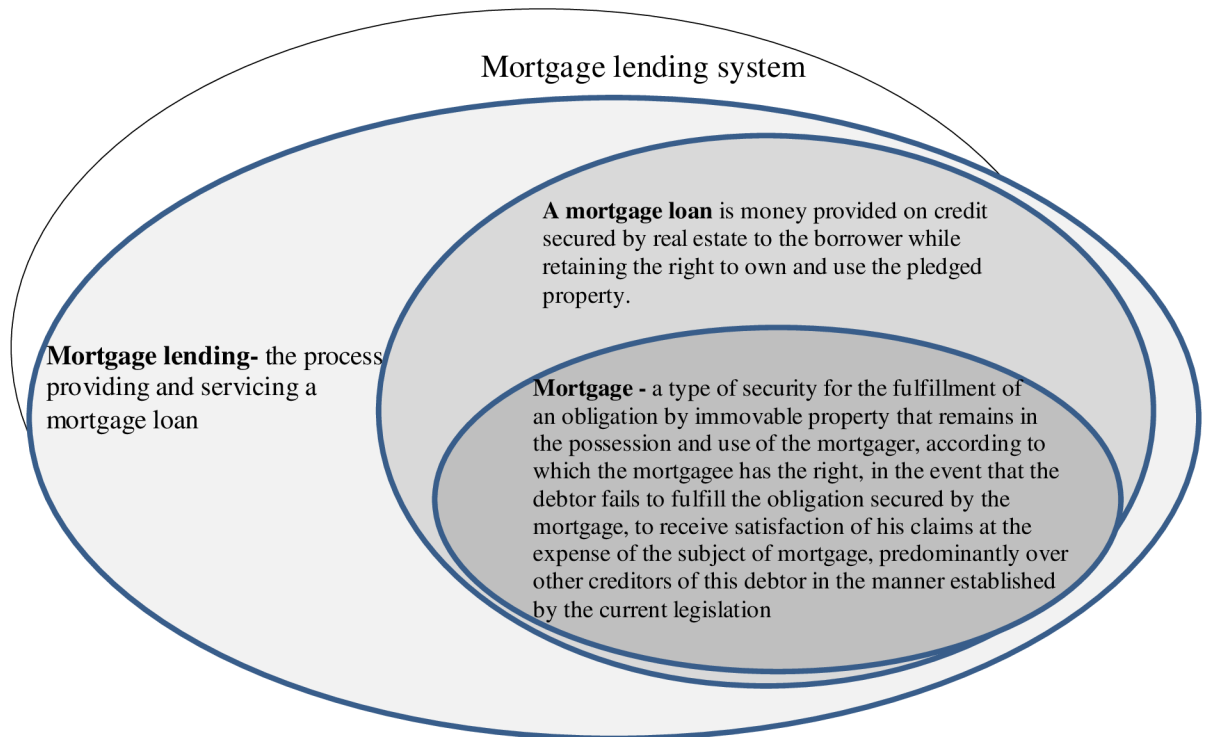 Mortgage lending system
A mortgage loan is money provided on credit
secured by real estate to the borrower while
retaining the right to own and use the pledged
property.
Mortgage lending- the process
providing and servicing a
mortgage loan
Mortgage - a type of security for the fulfillment of
an obligation by immovable property that remains in
the possession and use of the mortgager, according to
which the mortgagee has the right, in the event that the
debtor fails to fulfill the obligation secured by the
mortgage, to receive satisfaction of his claims at the
expense of the subject of mortgage, predominantly over
other creditors of this debtor in the manner established
by the current legislation